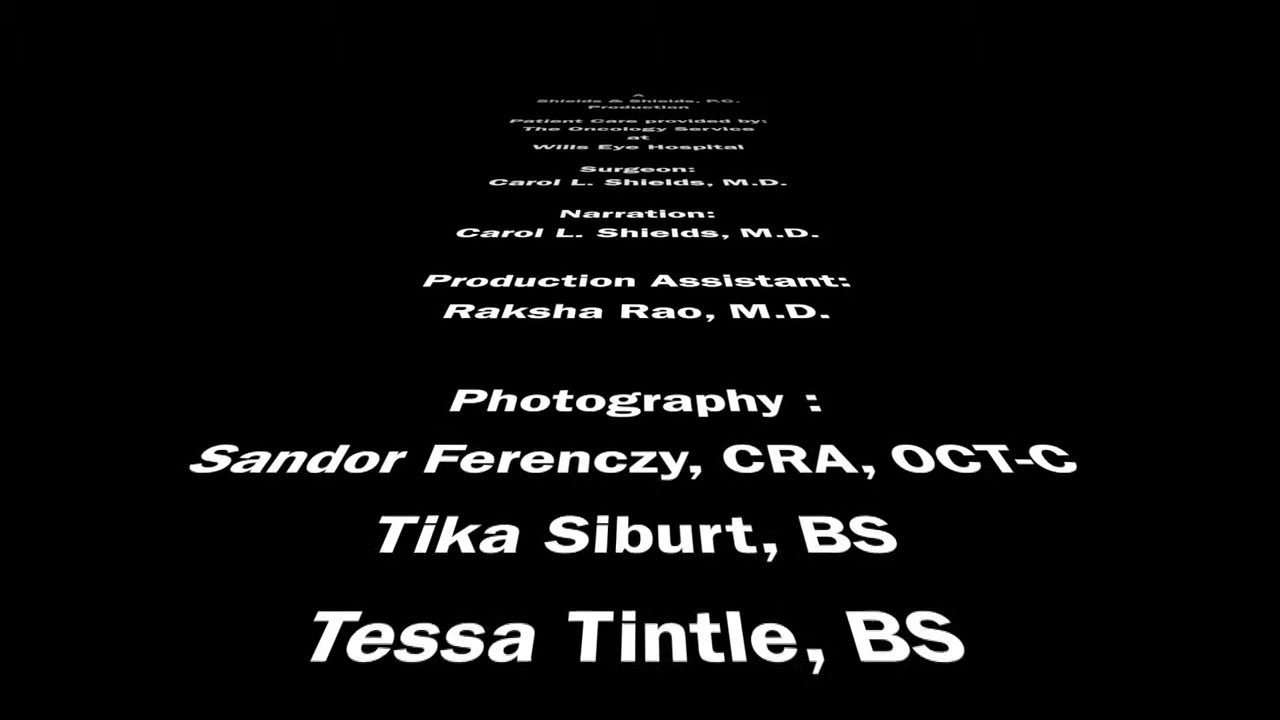 A
Shields & Shields, P.C.
Production
Patient Care provided by:
The Oncology Service
at
Wills Eye Hospital
Surgeon:
Carol L. Shields, M.D.
Narration:
Carol L. Shields, M.D.
Production Assistant:
Raksha Rao, M.D.
Photography :
Sandor Ferenczy, CRA, OCT-C
Tika Siburt, BS
Tessa Tintle, BS